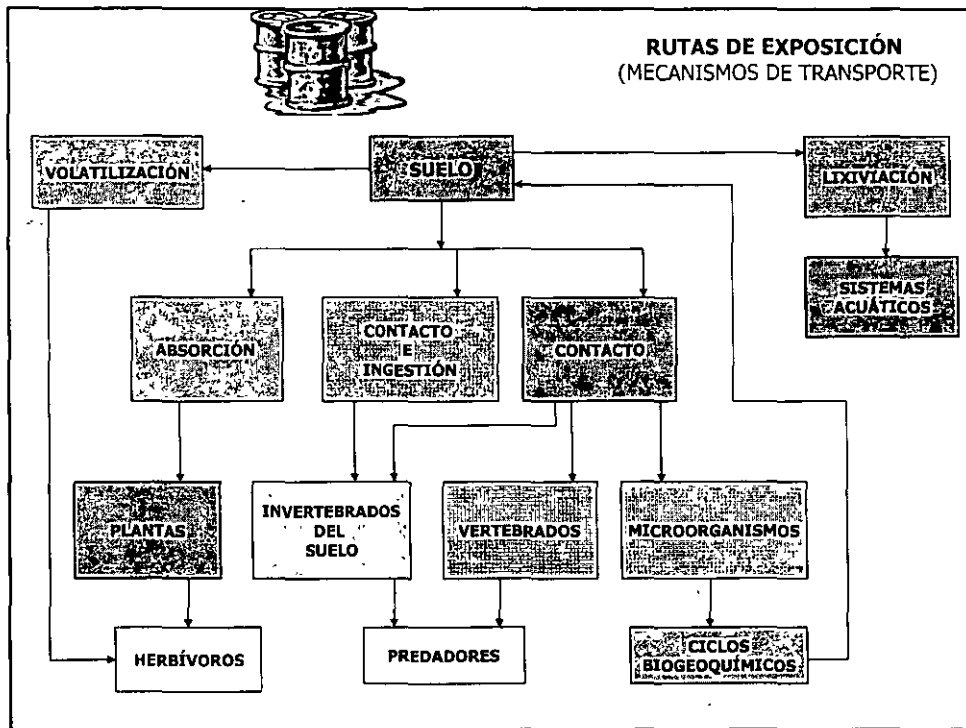 RUTAS DE EXPOSICIÓN
(MECANISMOS DE TRANSPORTE)
VOLATILIZACIÓN
SUELO
LIXIVIACIÓN
SISTEMAS
ACUÁTICOS
ABSORCIÓN
CONTACTO
E
INGESTIÓN
CONTACTO
PLANTAS
INVERTEBRADOS
DEL
SUELO
VERTEBRADOS
MICROORGANISMOS
HERBÍVOROS
PREDADORES
CICLOS
BIOGEOQUÍMICOS